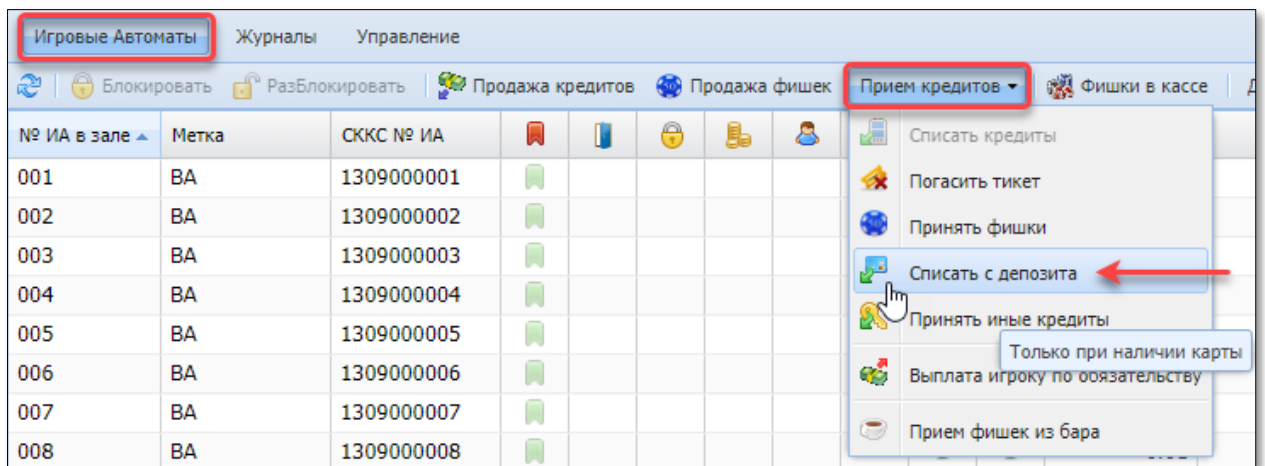 Игровые Автоматы Журналы Управление
Блокировать РазБлокировать Продажа кредитов Продажа фишек Прием кредитов Фишки в кассе
№ ИА в зале Метка СККС № ИА
Списать кредиты
001 ВА 1309000001
Погасить тикет
002 ВА 1309000002
Принять фишки
003 ВА 1309000003
Списать с депозита
004 ВА 1309000004
Принять иные кредиты
005 ВА 1309000005
Только при наличии карты
006 ВА 1309000006
Выплата игроку по обязательству
007 ВА 1309000007
Прием фишек из бара
008 ВА 1309000008